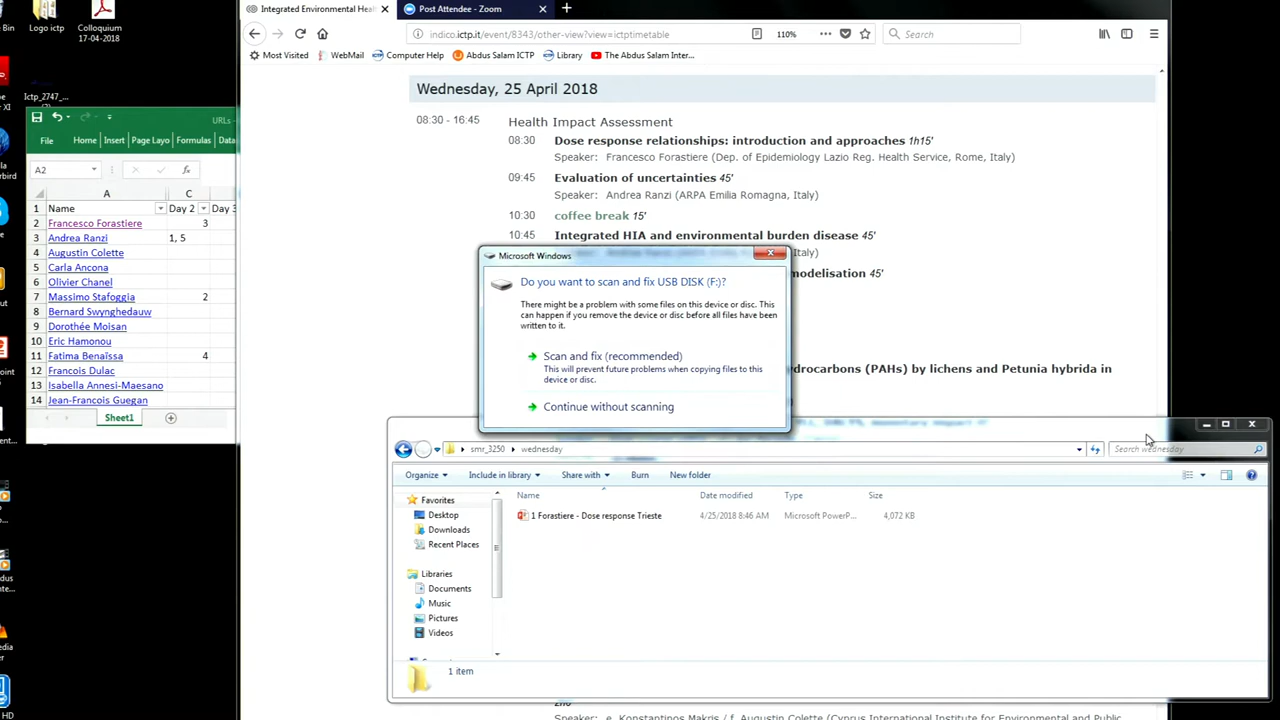 Bin
Logo ictp
Colloquium
17-04-2018
Ictp_2747_...
Integrated Environmental Heal
Post Attendee - Zoom
indico.ictp.it/event/8343/other-view?view=ictptimetable
110%
Search
Most Visited
WebMail
Computer Help
Abdus Salam ICTP
Library
The Abdus Salam Inter...
URLs -
File
Home
Insert
Page Layo
Formulas
Data
A2
A
C
1
Name
Day 2
Day 3
2
Francesco Forastiere
3
3
Andrea Ranzi
1, 5
4
Augustin Colette
5
Carla Ancona
6
Olivier Chanel
7
Massimo Stafoggia
2
8
Bernard Swynghedauw
9
Dorothée Moisan
10
Eric Hamonou
11
Fatima Benaïssa
4
12
Francois Dulac
13
Isabella Annesi-Maesano
14
Jean-Francois Guegan
Sheet1
Wednesday, 25 April 2018
08:30 - 16:45
Health Impact Assessment
08:30
Dose response relationships: introduction and approaches 1h15'
Speaker: Francesco Forastiere (Dep. of Epidemiology Lazio Reg. Health Service, Rome, Italy)
09:45
Evaluation of uncertainties 45'
Speaker: Andrea Ranzi (ARPA Emilia Romagna, Italy)
10:30
coffee break 15'
10:45
Integrated HIA and environmental burden disease 45'
Romagna, Italy)
modelisation 45'
drocarbons (PAHs) by lichens and Petunia hybrida in
Microsoft Windows
Do you want to scan and fix USB DISK (F:)?
There might be a problem with some files on this device or disc. This
can happen if you remove the device or disc before all files have been
written to it.
Scan and fix (recommended)
This will prevent future problems when copying files to this
device or disc.
Continue without scanning
smr_3250
wednesday
Search wednesday
Organize
Include in library
Share with
Burn
New folder
Name
Date modified
Type
Size
1 Forastiere - Dose response Trieste
4/25/2018 8:46 AM
Microsoft PowerP...
4,072 KB
Favorites
Desktop
Downloads
Recent Places
Libraries
Documents
Music
Pictures
Videos
1 item
Speaker: e. Konstantinos Makris / f. Augustin Colette (Cyprus International Institute for Environmental and Public